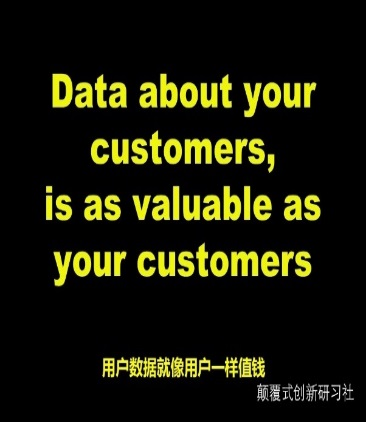 Data about your
customers,
is as valuable as
your customers
用户数据就像用户一样值钱
颠覆式创新研习社